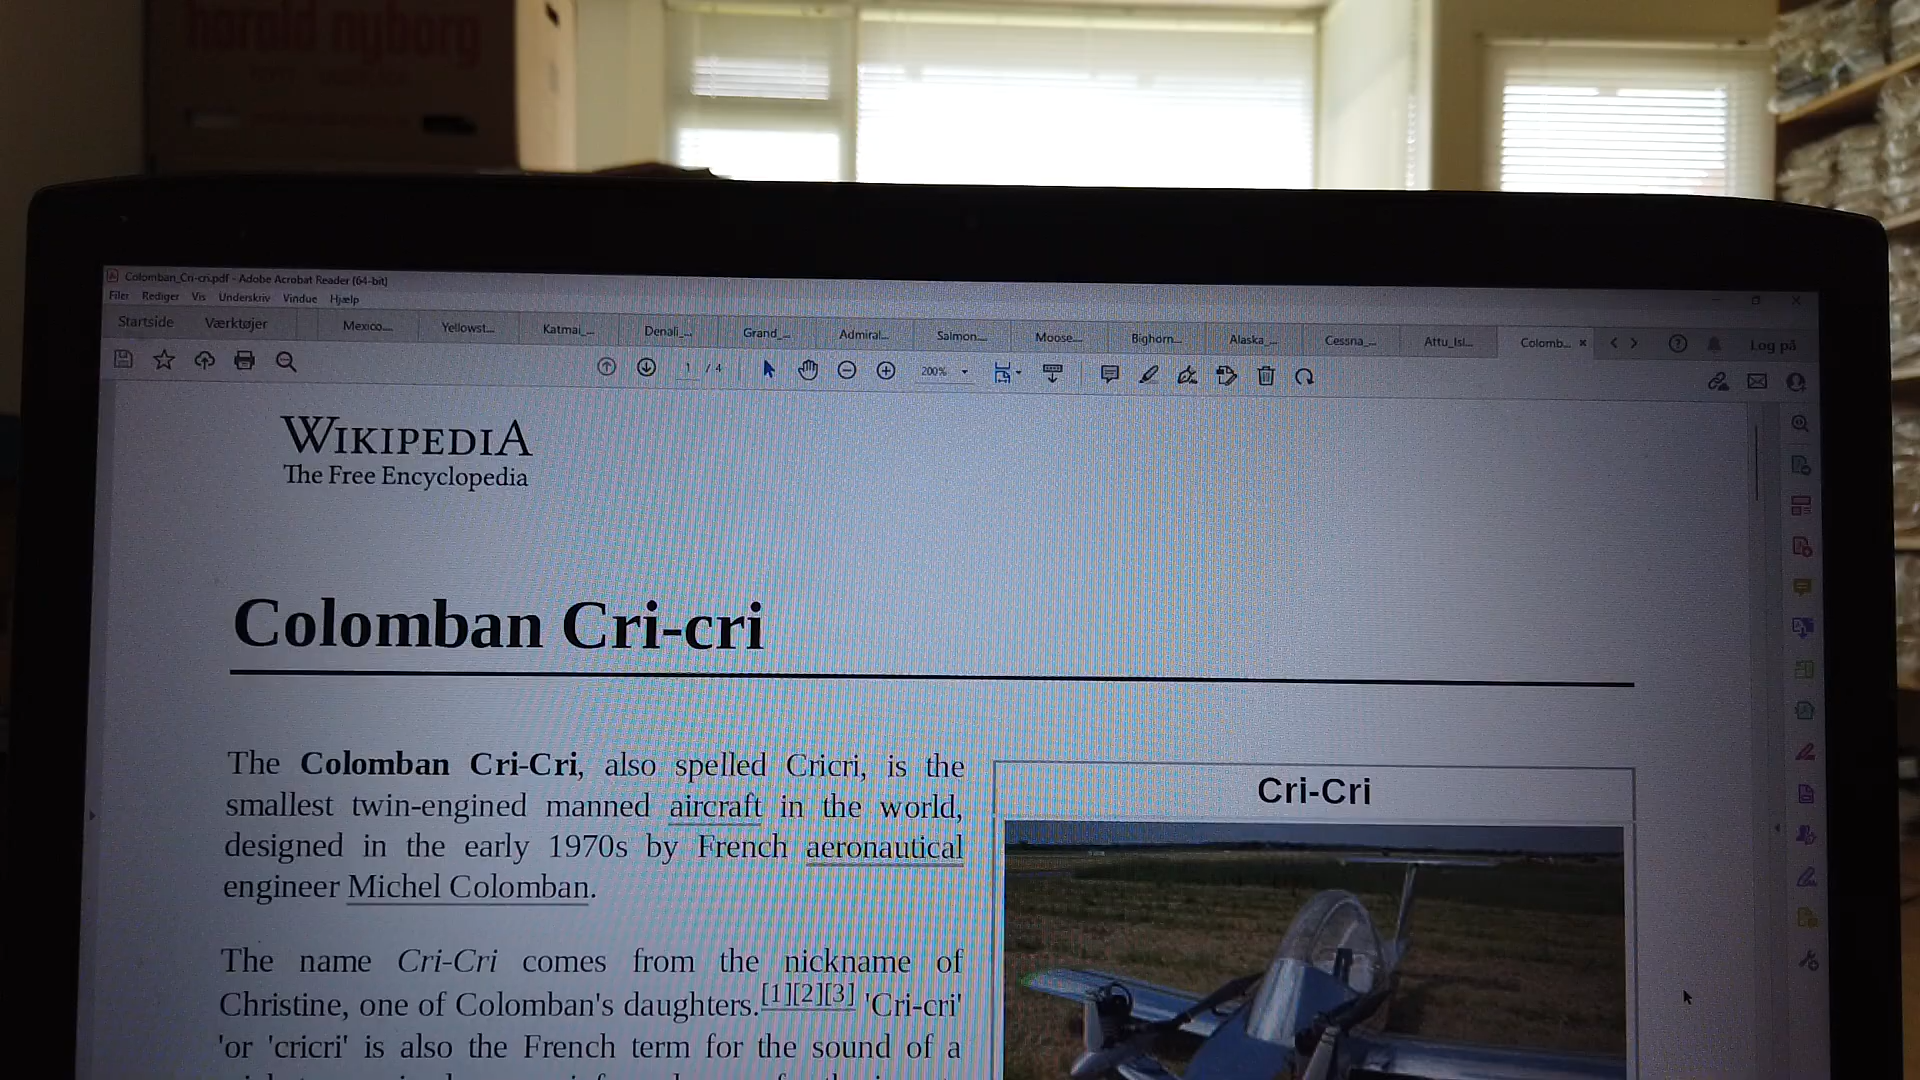 harald nyborg
Colomban_Cri-cri.pdf - Adobe Acrobat Reader (64-bit)
Filer Rediger Vis Underskriv Vindue Hjælp
Startside Værktøjer Mexico... Yellowst... Katmai_... Denali_... Grand_... Admiral... Salmon... Moose... Bighorn... Alaska_... Cessna_... Attu_Isl... Colomb... Log på
1 / 4 200%
WIKIPEDIA
The Free Encyclopedia
Colomban Cri-cri
The Colomban Cri-Cri, also spelled Cricri, is the
smallest twin-engined manned aircraft in the world,
designed in the early 1970s by French aeronautical
engineer Michel Colomban.
Cri-Cri
The name Cri-Cri comes from the nickname of
Christine, one of Colomban's daughters.[1][2][3] 'Cri-cri'
'or 'cricri' is also the French term for the sound of a